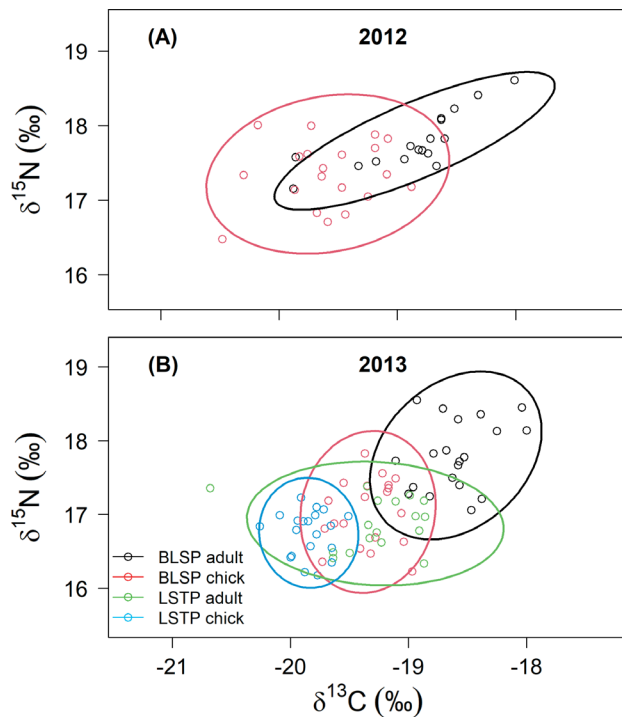 (A) 2012
19
18
17
16
δ15N (‰)
(B) 2013
19
18
17
16
δ15N (‰)
BLSP adult
BLSP chick
LSTP adult
LSTP chick
-21 -20 -19 -18
δ13C (‰)